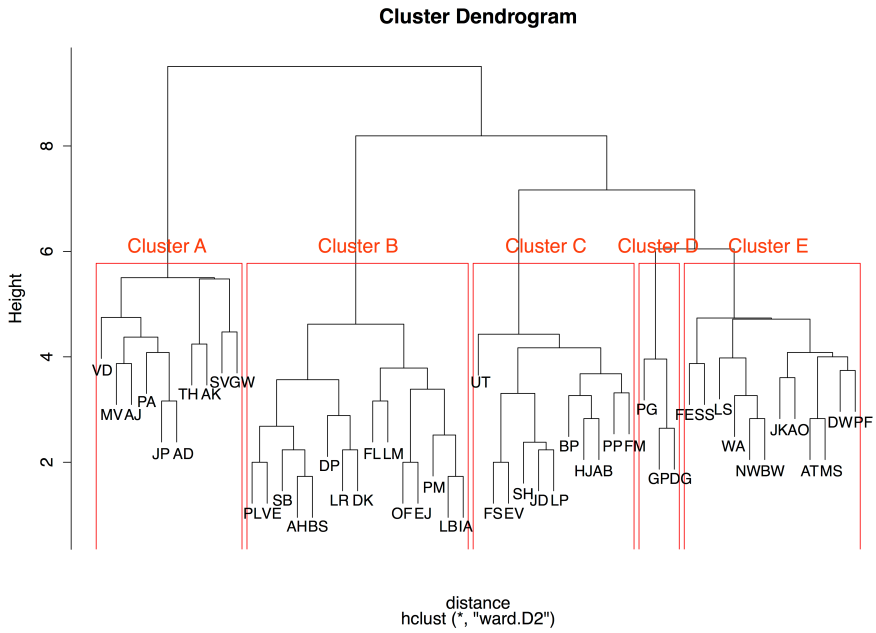 Cluster Dendrogram
Height
8
6
4
2
Cluster A
Cluster B
Cluster C
Cluster D
Cluster E
VD
MV
AJ
PA
JP
AD
TH
AK
SV
GW
PL
VE
SB
AH
BS
DP
LR
DK
FL
LM
OF
EJ
PM
LB
IA
UT
FS
EV
SH
JD
LP
BP
HJ
AB
PP
FM
PG
GP
DG
FE
SS
LS
WA
NW
BW
JK
AO
AT
MS
DW
PF
distance
hclust (*, "ward.D2")